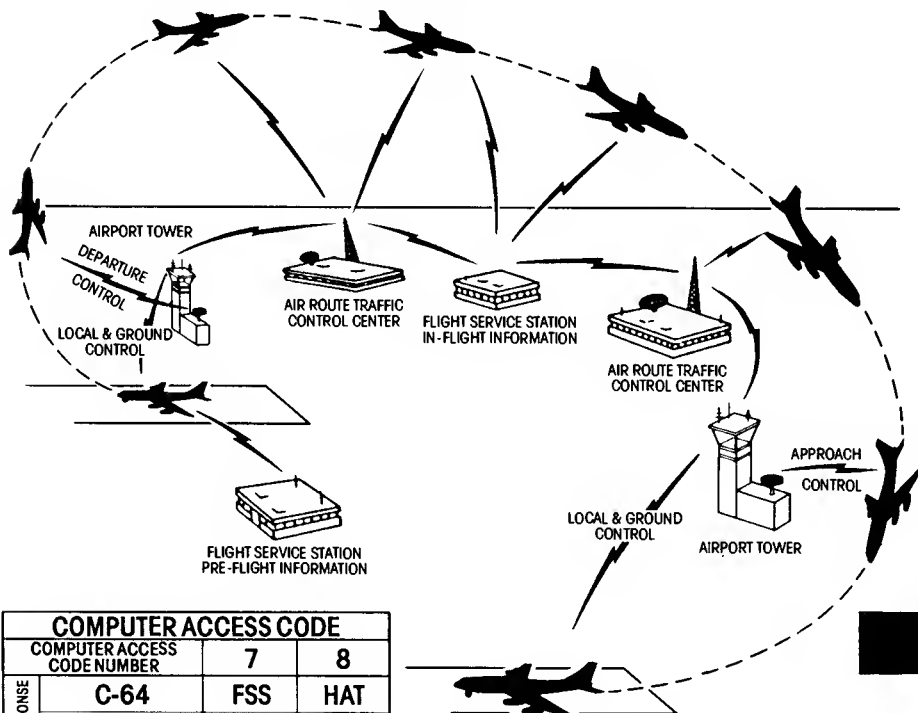 AIRPORT TOWER
DEPARTURE
CONTROL
LOCAL & GROUND
CONTROL
AIR ROUTE TRAFFIC
CONTROL CENTER
FLIGHT SERVICE STATION
IN-FLIGHT INFORMATION
AIR ROUTE TRAFFIC
CONTROL CENTER
APPROACH
CONTROL
LOCAL & GROUND
CONTROL
AIRPORT TOWER
FLIGHT SERVICE STATION
PRE-FLIGHT INFORMATION
COMPUTER ACCESS CODE
COMPUTER ACCESS
CODE NUMBER
7
8
C-64
FSS
HAT